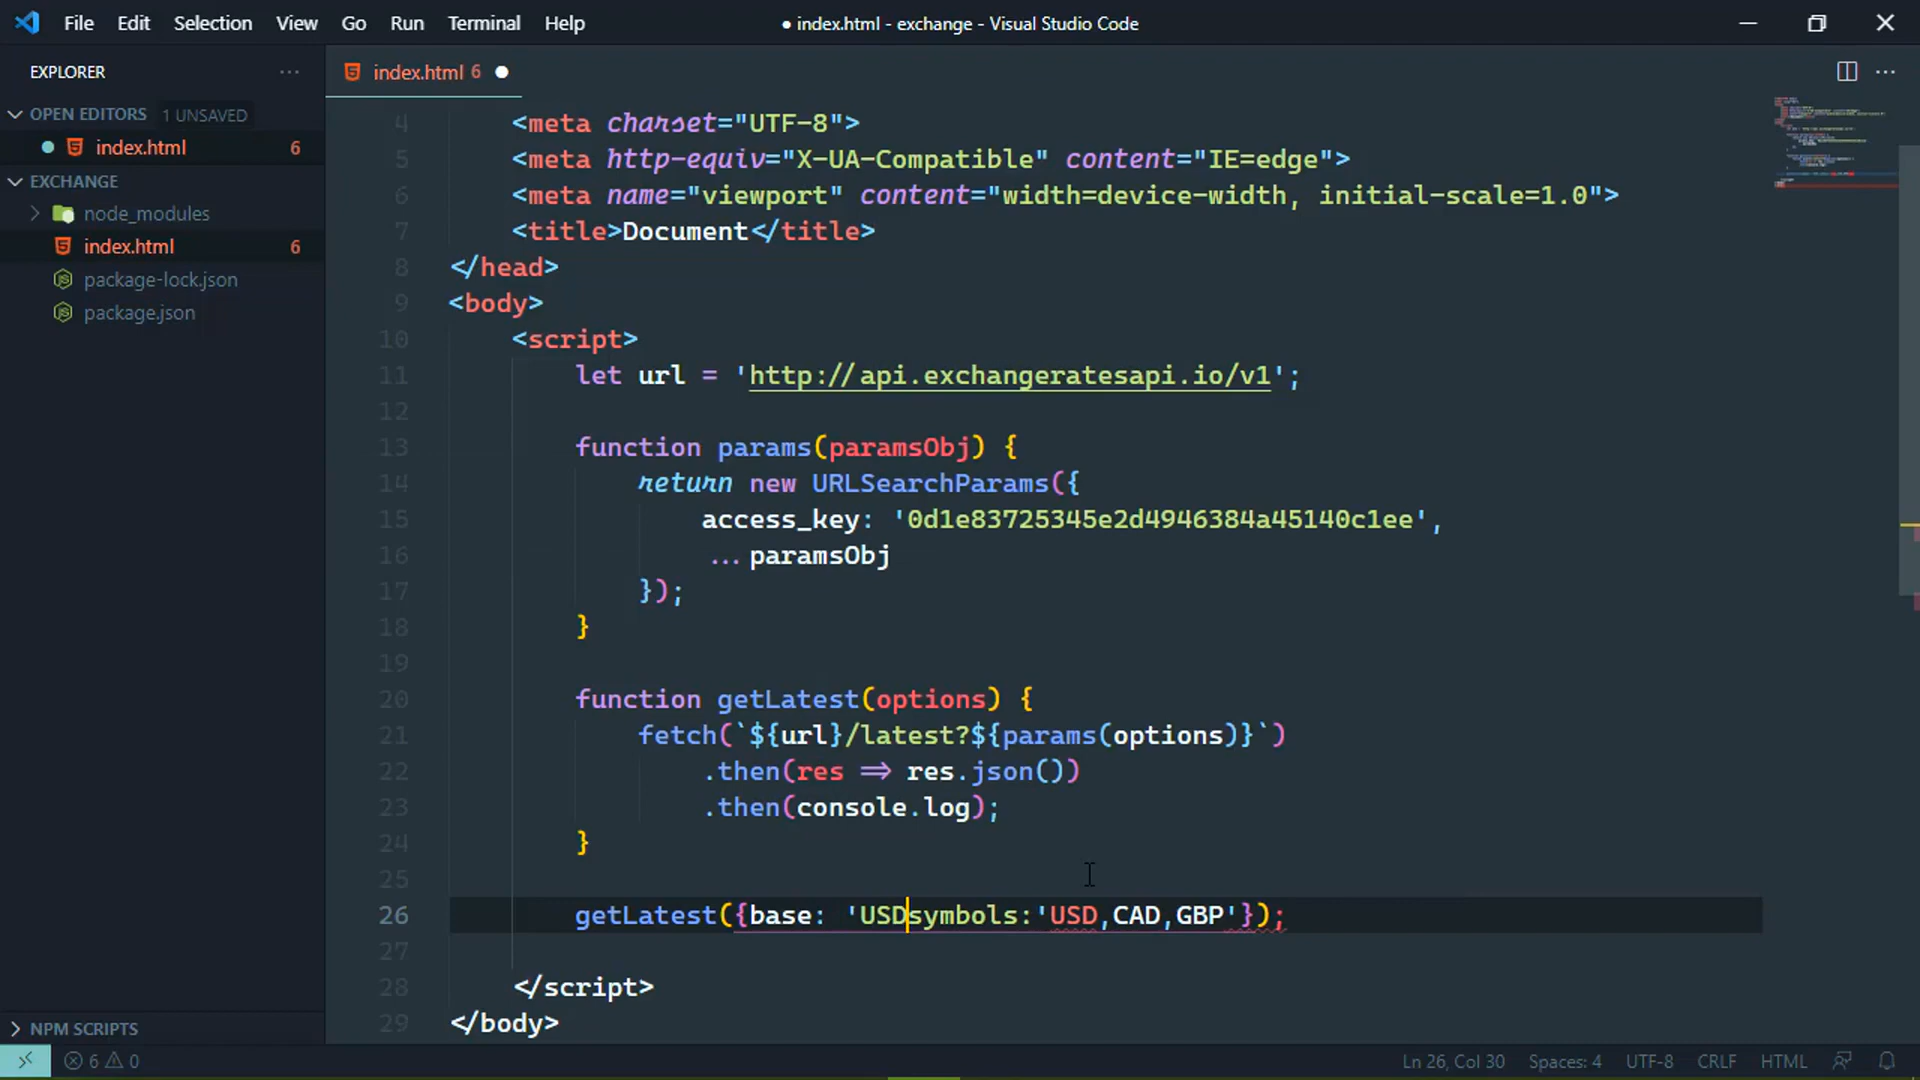 File Edit Selection View Go Run Terminal Help
● index.html - exchange - Visual Studio Code
EXPLORER
OPEN EDITORS 1 UNSAVED
index.html 6
EXCHANGE
node_modules
index.html 6
package-lock.json
package.json
NPM SCRIPTS
index.html 6
4 <meta charset="UTF-8">
5 <meta http-equiv="X-UA-Compatible" content="IE=edge">
6 <meta name="viewport" content="width=device-width, initial-scale=1.0">
7 <title>Document</title>
8 </head>
9 <body>
10 <script>
11 let url = 'http://api.exchangeratesapi.io/v1';
12
13 function params(paramsObj) {
14 return new URLSearchParams({
15 access_key: '0d1e83725345e2d4946384a45140c1ee',
16 ...paramsObj
17 });
18 }
19
20 function getLatest(options) {
21 fetch(`${url}/latest?${params(options)}`)
22 .then(res => res.json())
23 .then(console.log);
24 }
25
26 getLatest({base: 'USDsymbols:'USD,CAD,GBP'});
27
28 </script>
29 </body>
6 0
Ln 26, Col 30 Spaces: 4 UTF-8 CRLF HTML